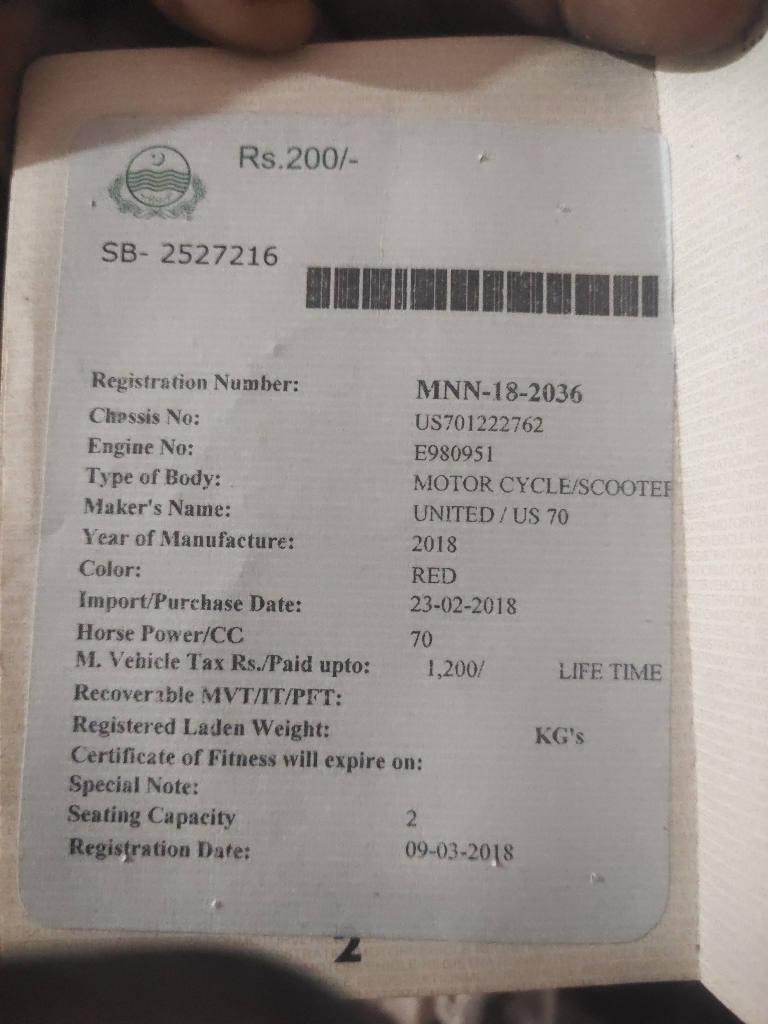 Rs.200/-
SB- 2527216
Registration Number: MNN-18-2036
Chassis No: US701222762
Engine No: E980951
Type of Body: MOTOR CYCLE/SCOOTER
Maker's Name: UNITED / US 70
Year of Manufacture: 2018
Color: RED
Import/Purchase Date: 23-02-2018
Horse Power/CC 70
M. Vehicle Tax Rs./Paid upto: 1,200/ LIFE TIME
Recoverable MVT/IT/PFT:
Registered Laden Weight: KG's
Certificate of Fitness will expire on:
Special Note:
Seating Capacity 2
Registration Date: 09-03-2018
2